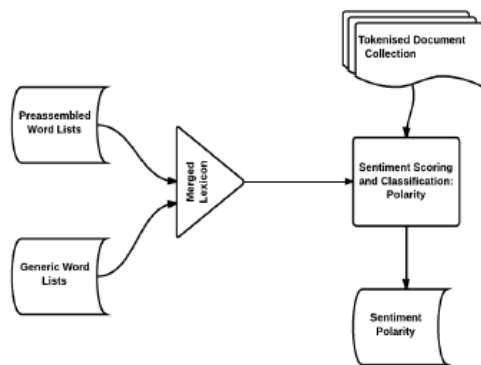 Tokenised Document
Collection
Preassembled
Word Lists
Merged
Lexicon
Sentiment Scoring
and Classification:
Polarity
Generic Word
Lists
Sentiment
Polarity